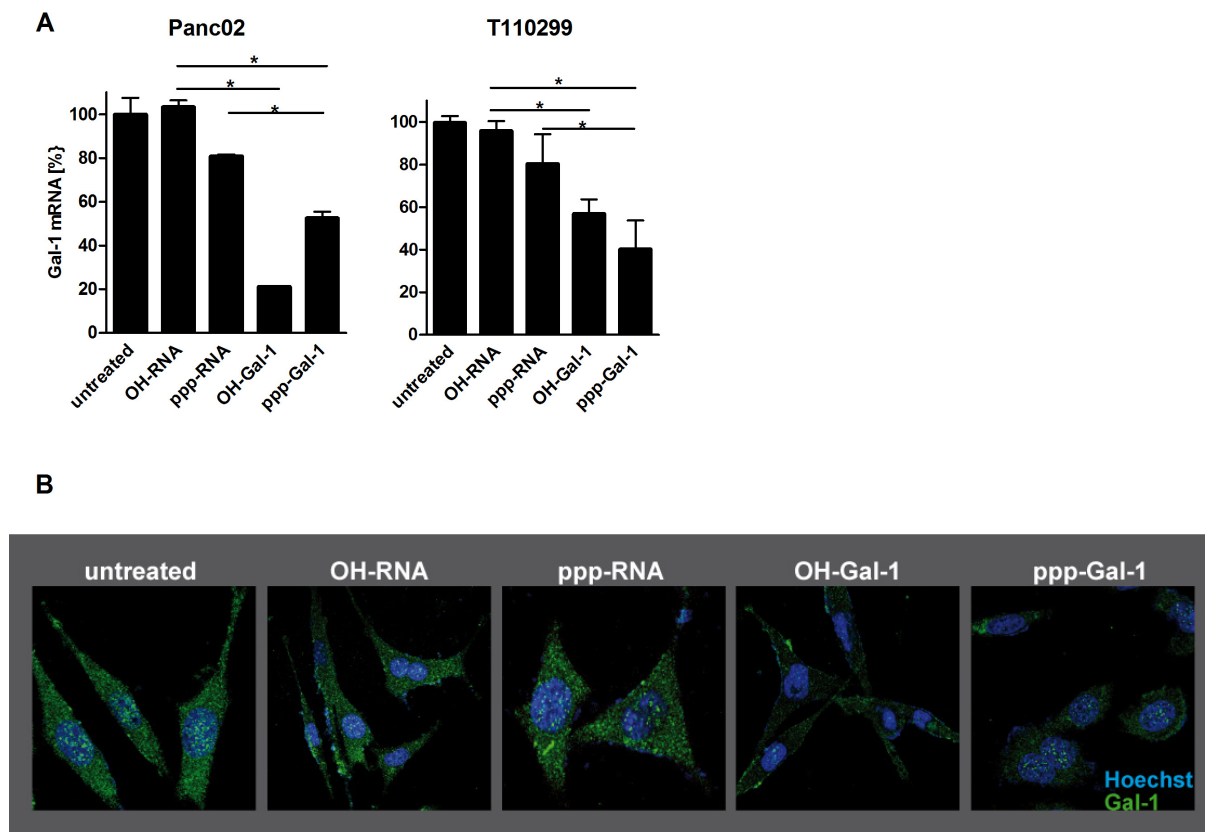 A
Panc02
T110299
*
*
*
*
*
*
Gal-1 mRNA [%]
100
80
60
40
20
0
100
80
60
40
20
0
untreated
OH-RNA
ppp-RNA
OH-Gal-1
ppp-Gal-1
untreated
OH-RNA
ppp-RNA
OH-Gal-1
ppp-Gal-1
B
untreated
OH-RNA
ppp-RNA
OH-Gal-1
ppp-Gal-1
Hoechst
Gal-1